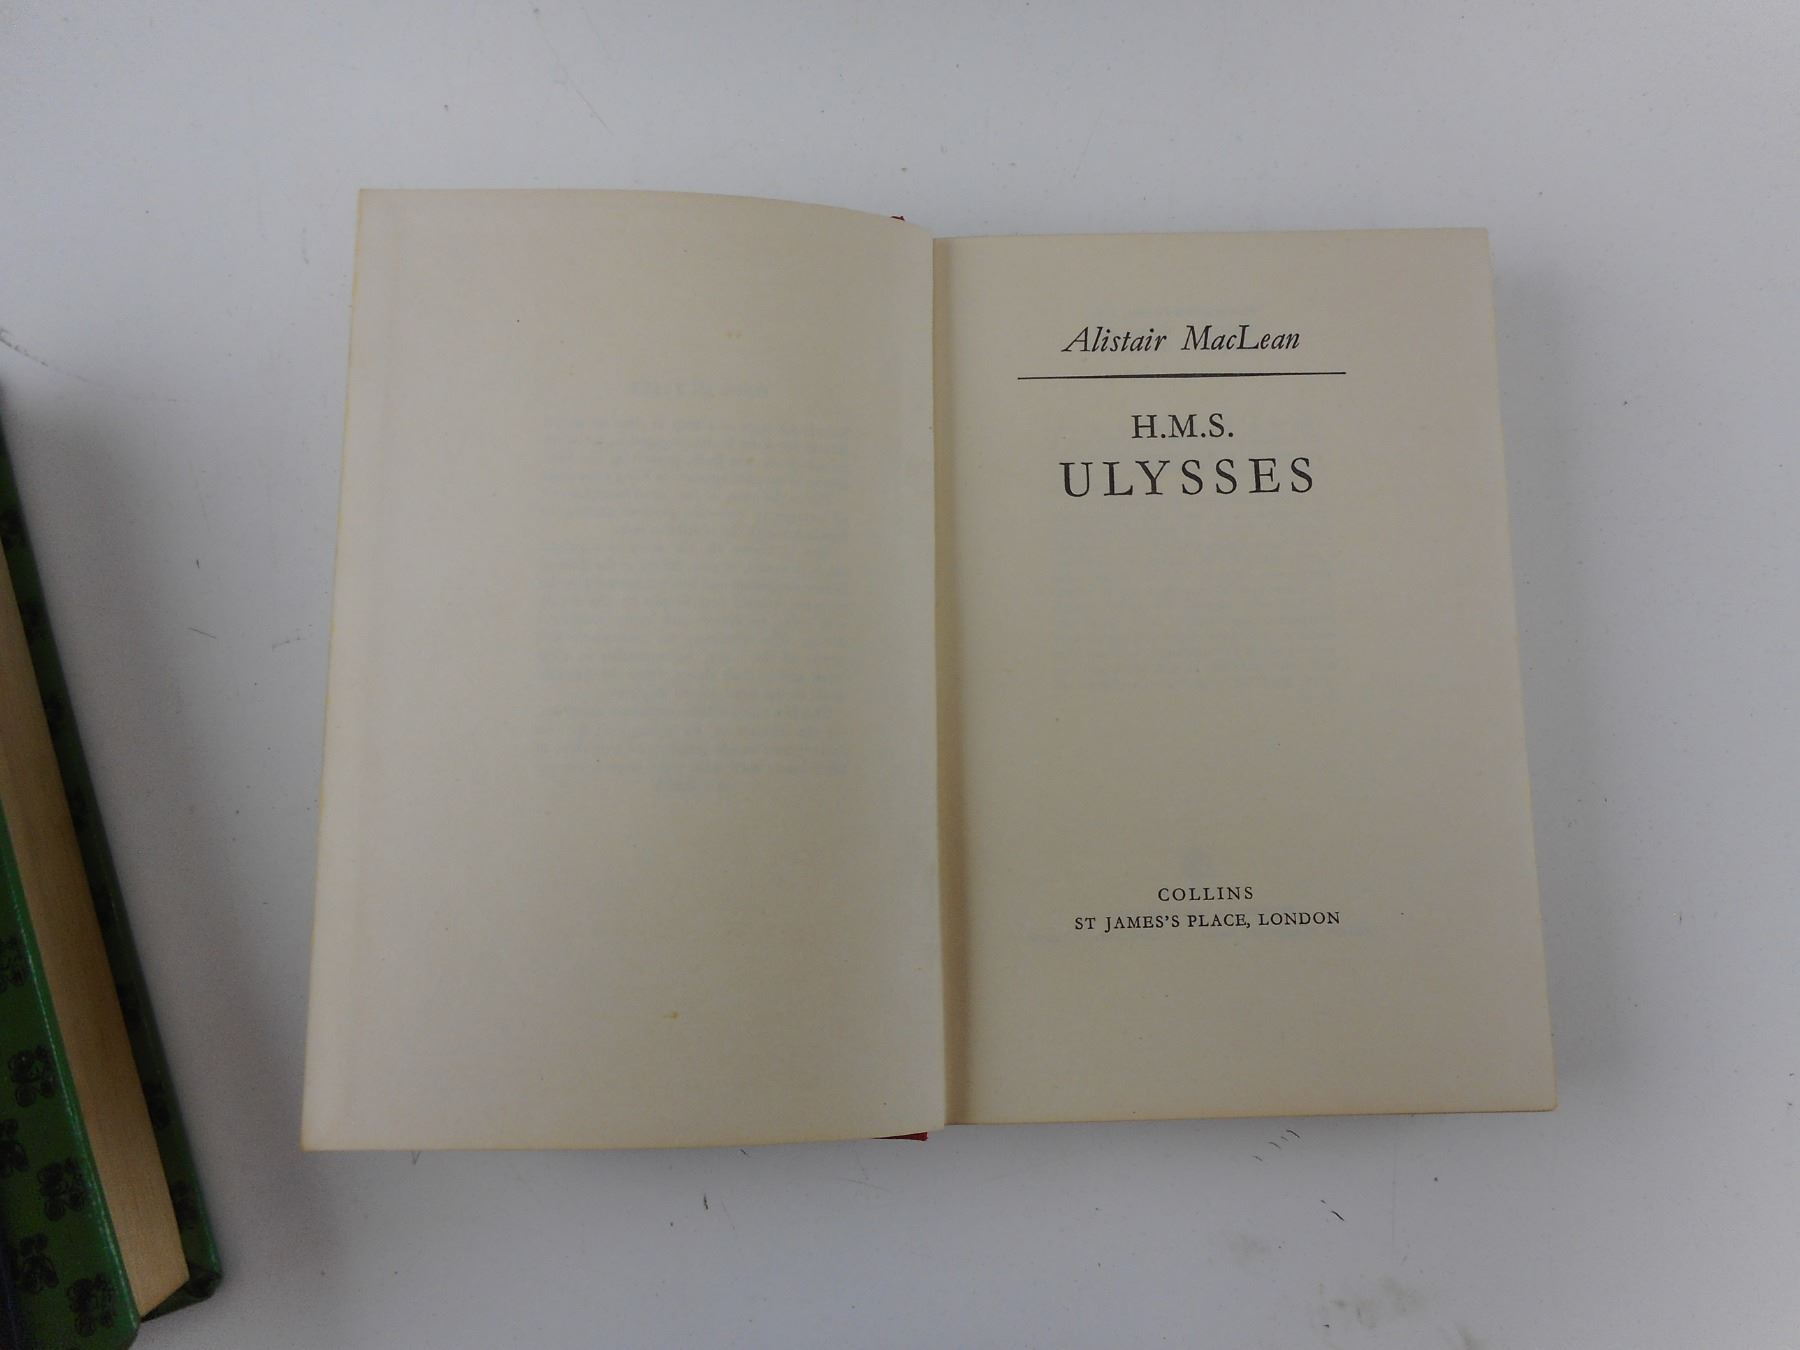 Alistair MacLean
H.M.S.
ULYSSES
COLLINS
ST JAMES'S PLACE, LONDON